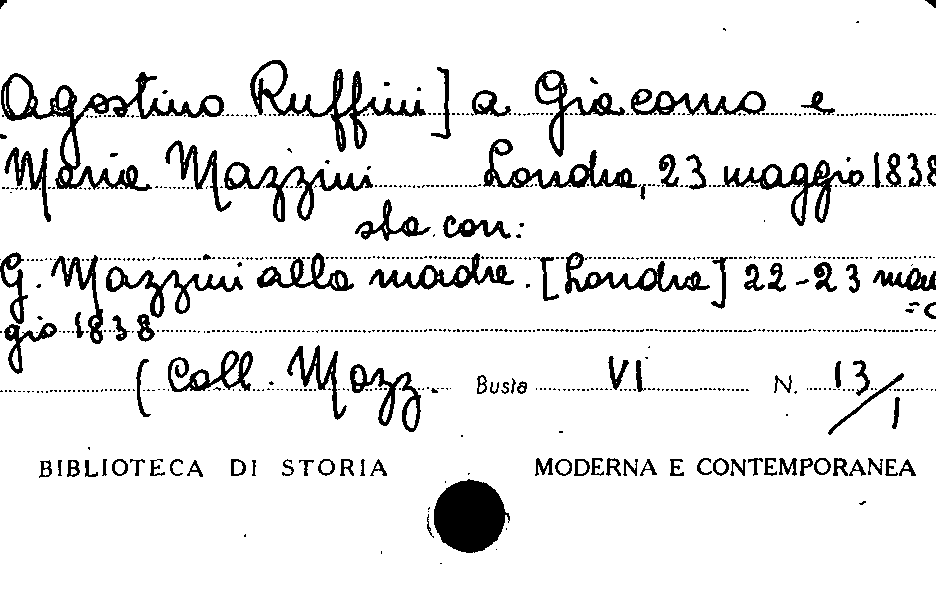 Agostino Ruffini] a Giacomo e
Maria Mazzini Londra, 23 maggio 1838
sta con:
G. Mazzini alla madre. [Londra] 22-23 mag
=
gio 1838
( Coll. Mazz. Busta VI N. 13/1
BIBLIOTECA DI STORIA MODERNA E CONTEMPORANEA